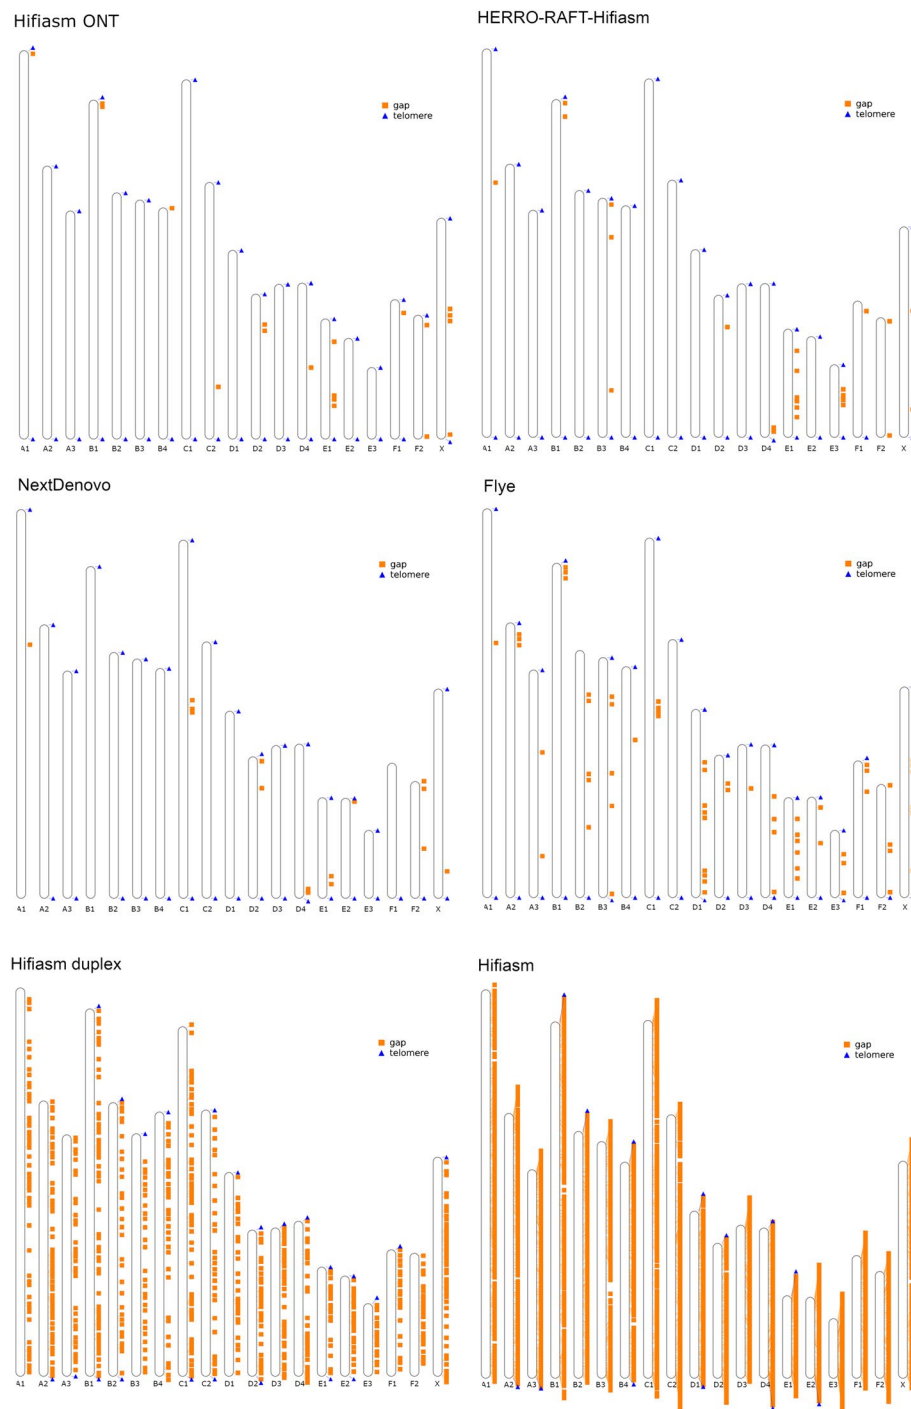 Hifiasm ONT
gap
telomere
A1 A2 A3 B1 B2 B3 B4 C1 C2 D1 D2 D3 D4 E1 E2 E3 F1 F2 X
HERRO-RAFT-Hifiasm
gap
telomere
A1 A2 A3 B1 B2 B3 B4 C1 C2 D1 D2 D3 D4 E1 E2 E3 F1 F2 X
NextDenovo
gap
telomere
A1 A2 A3 B1 B2 B3 B4 C1 C2 D1 D2 D3 D4 E1 E2 E3 F1 F2 X
Flye
gap
telomere
A1 A2 A3 B1 B2 B3 B4 C1 C2 D1 D2 D3 D4 E1 E2 E3 F1 F2 X
Hifiasm duplex
gap
telomere
A1 A2 A3 B1 B2 B3 B4 C1 C2 D1 D2 D3 D4 E1 E2 E3 F1 F2 X
Hifiasm
gap
telomere
A1 A2 A3 B1 B2 B3 B4 C1 C2 D1 D2 D3 D4 E1 E2 E3 F1 F2 X